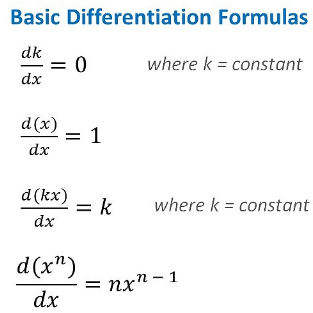 Basic Differentiation Formulas
dk/dx = 0 where k = constant
d(x)/dx = 1
d(kx)/dx = k where k = constant
d(xⁿ)/dx = nxⁿ ⁻ ¹